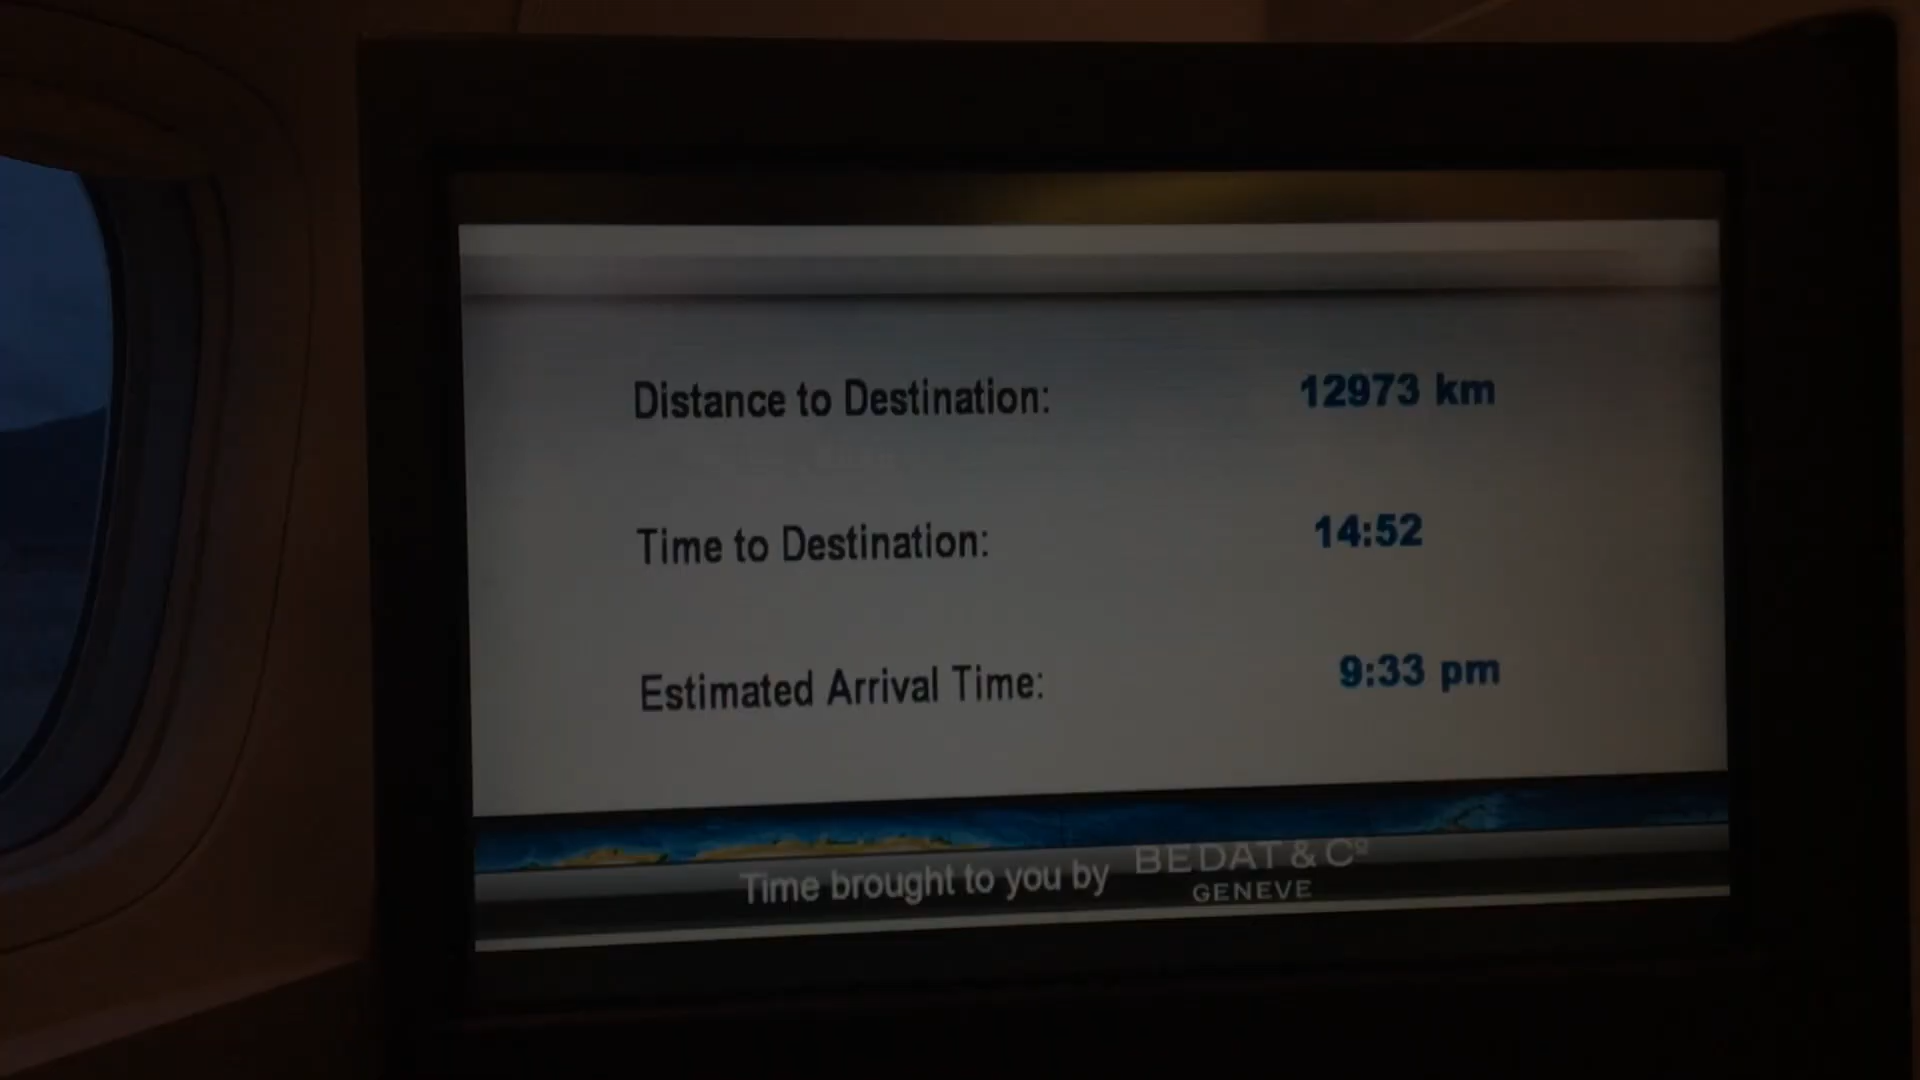 Distance to Destination: 12973 km
Time to Destination: 14:52
Estimated Arrival Time: 9:33 pm
Time brought to you by BEDAT & Cº
GENEVE